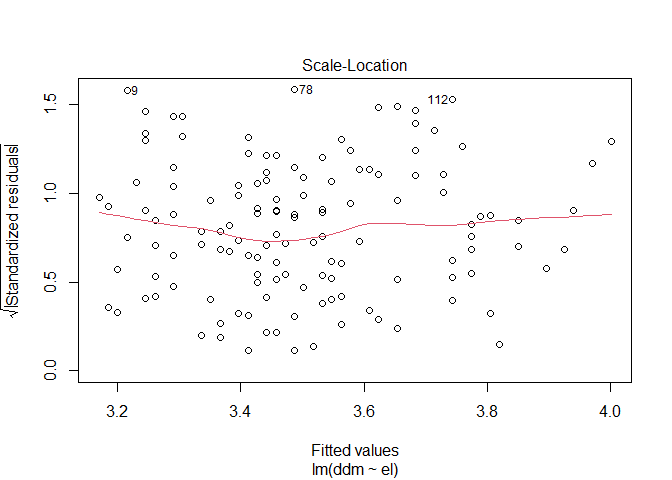 Scale-Location
√|Standardized residuals|
1.5
1.0
0.5
0.0
9
78
112
3.2 3.4 3.6 3.8 4.0
Fitted values
lm(ddm ~ el)